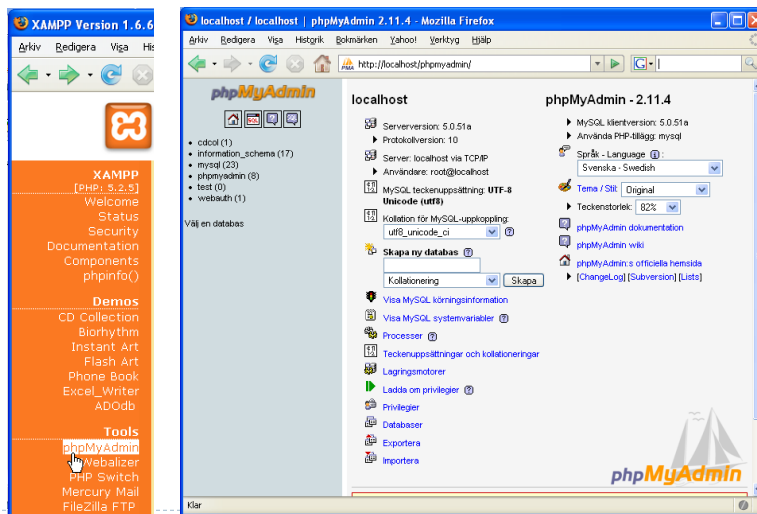 XAMPP Version 1.6.6
Arkiv Redigera Visa His
XAMPP
[PHP: 5.2.5]
Welcome
Status
Security
Documentation
Components
phpinfo()
Demos
CD Collection
Biorhythm
Instant Art
Flash Art
Phone Book
Excel_Writer
ADOdb
Tools
phpMyAdmin
Webalizer
PHP Switch
Mercury Mail
FileZilla FTP
localhost / localhost | phpMyAdmin 2.11.4 - Mozilla Firefox
Arkiv Redigera Visa Historik Bokmärken Yahoo! Verktyg Hjälp
http://localhost/phpmyadmin/
phpMyAdmin
cdcol (1)
information_schema (17)
mysql (23)
phpmyadmin (8)
test (0)
webauth (1)
Välj en databas
localhost
Serverversion: 5.0.51a
Protokollversion: 10
Server: localhost via TCP/IP
Användare: root@localhost
MySQL teckenuppsättning: UTF-8
Unicode (utf8)
Kollation för MySQL-uppkoppling:
utf8_unicode_ci
Skapa ny databas
Kollationering Skapa
Visa MySQL körningsinformation
Visa MySQL systemvariabler
Processer
Teckenuppsättningar och kollationeringar
Lagringsmotorer
Ladda om privilegier
Privilegier
Databaser
Exportera
Importera
phpMyAdmin - 2.11.4
MySQL klientversion: 5.0.51a
Använda PHP-tillägg: mysql
Språk - Language :
Svenska - Swedish
Tema / Stil: Original
Teckenstorlek: 82%
phpMyAdmin dokumentation
phpMyAdmin wiki
phpMyAdmin:s officiella hemsida
[ChangeLog] [Subversion] [Lists]
phpMyAdmin
Klar